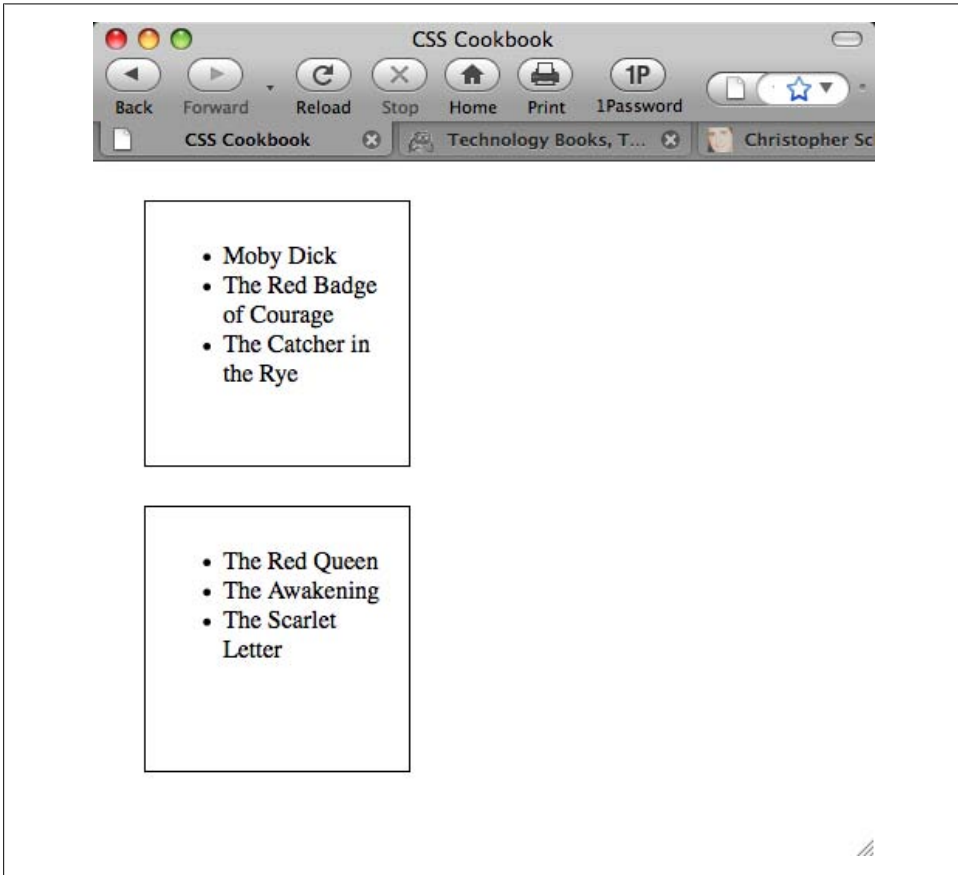 CSS Cookbook
1P
Back Forward Reload Stop Home Print 1Password
CSS Cookbook Technology Books, T... Christopher Sc
• Moby Dick
• The Red Badge
of Courage
• The Catcher in
the Rye
• The Red Queen
• The Awakening
• The Scarlet
Letter